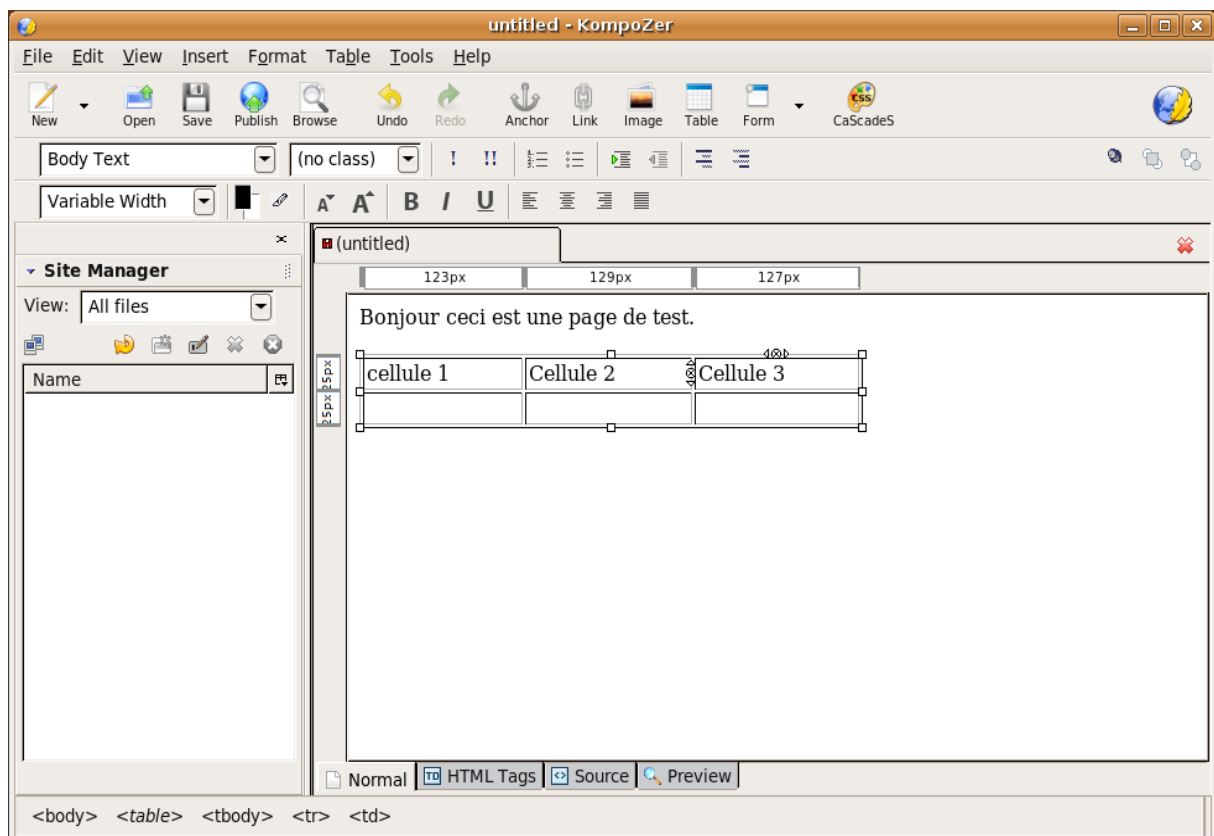 untitled - KompoZer
File Edit View Insert Format Table Tools Help
New Open Save Publish Browse Undo Redo Anchor Link Image Table Form CaScadeS
Body Text (no class) ! !!
Variable Width A A B I U
(untitled)
Site Manager
123px 129px 127px
View: All files
Bonjour ceci est une page de test.
Name
25px cellule 1 Cellule 2 Cellule 3
25px
Normal TD HTML Tags Source Preview
<body> <table> <tbody> <tr> <td>